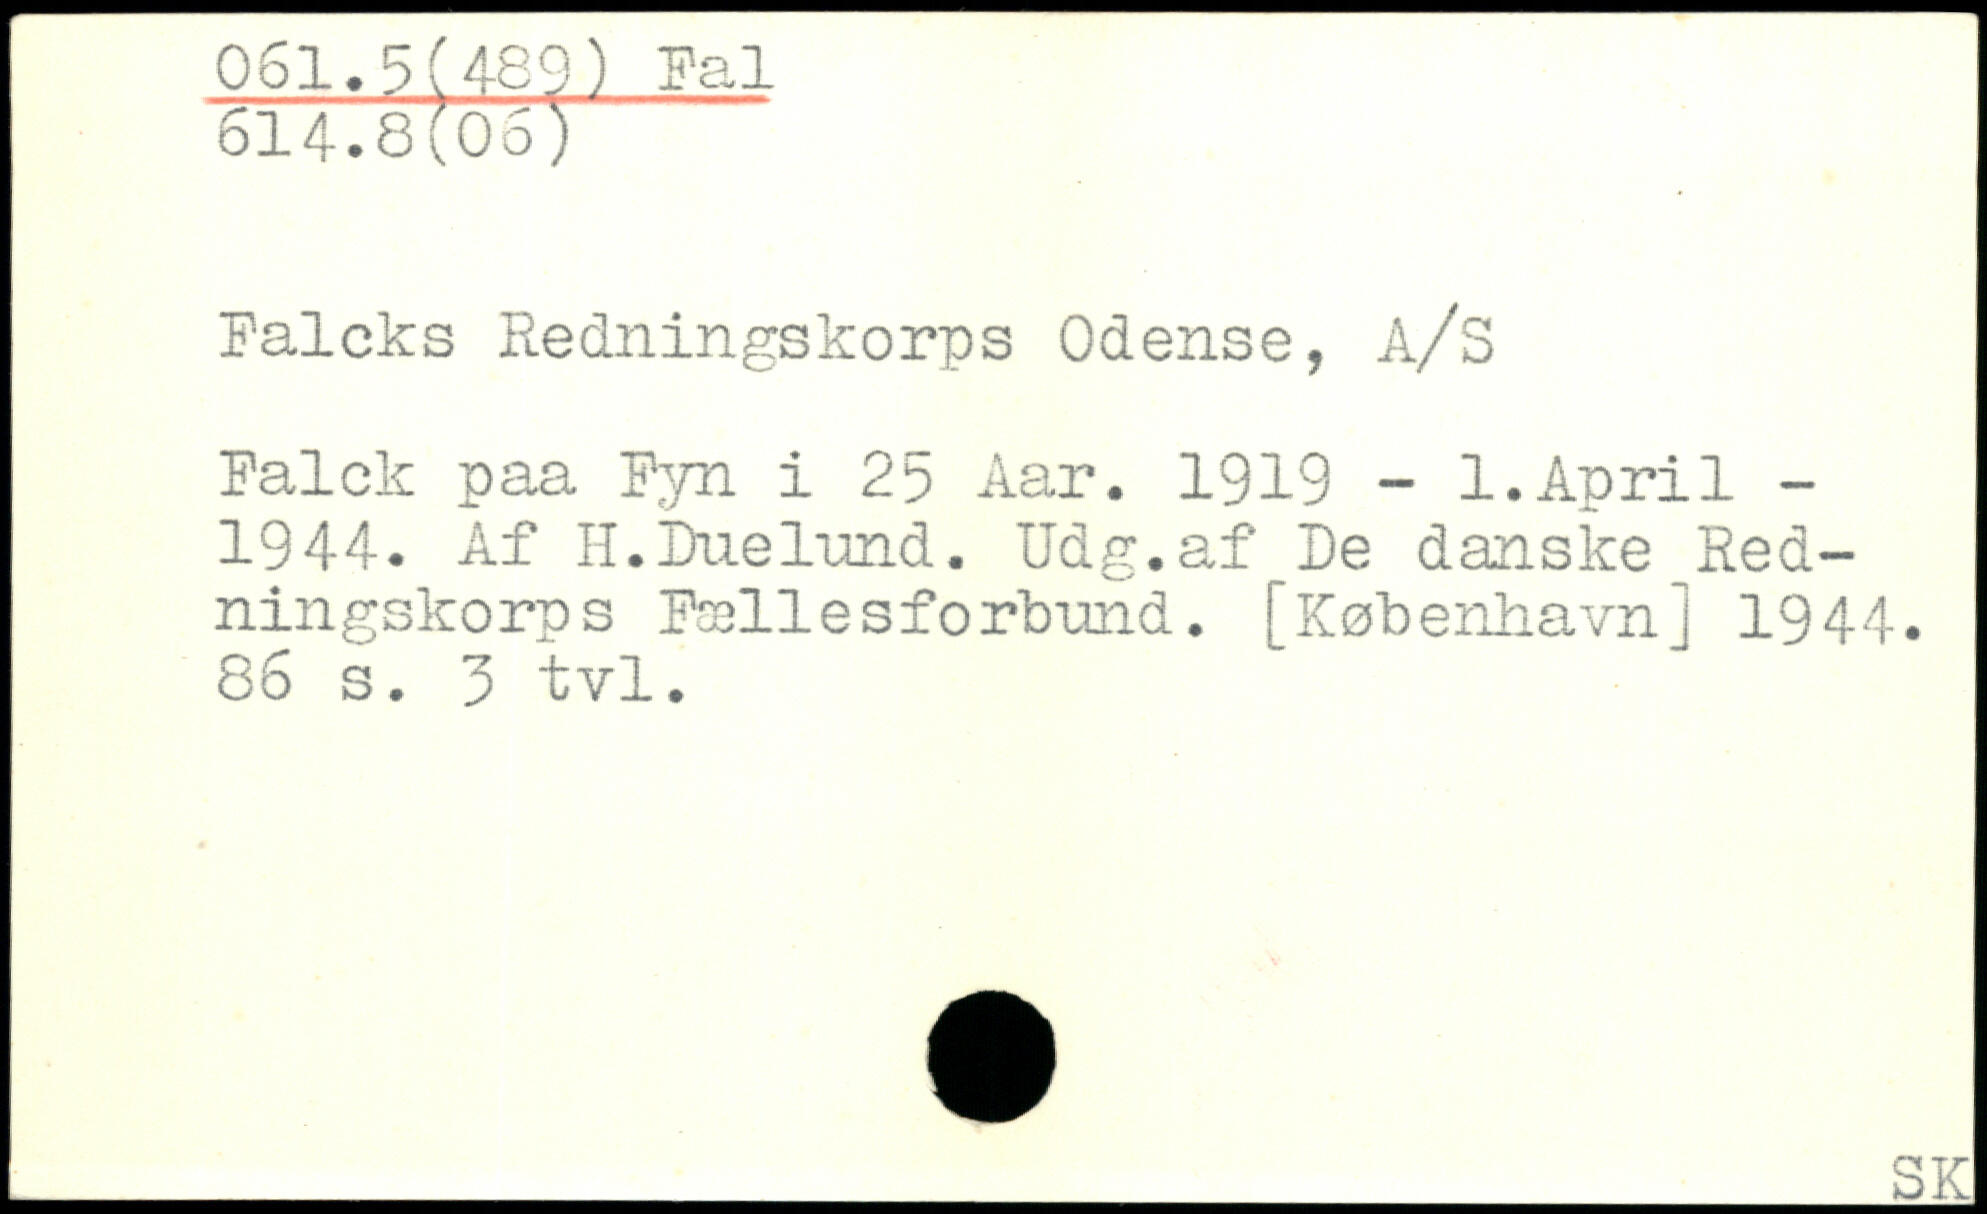 061.5(489) Fal
614.8(06)
Falcks Redningskorps Odense, A/S
Falck paa Fyn i 25 Aar. 1919 - 1.April -
1944. Af H.Duelund. Udg.af De danske Red-
ningskorps Fællesforbund. [København] 1944.
86 s. 3 tvl.
SK